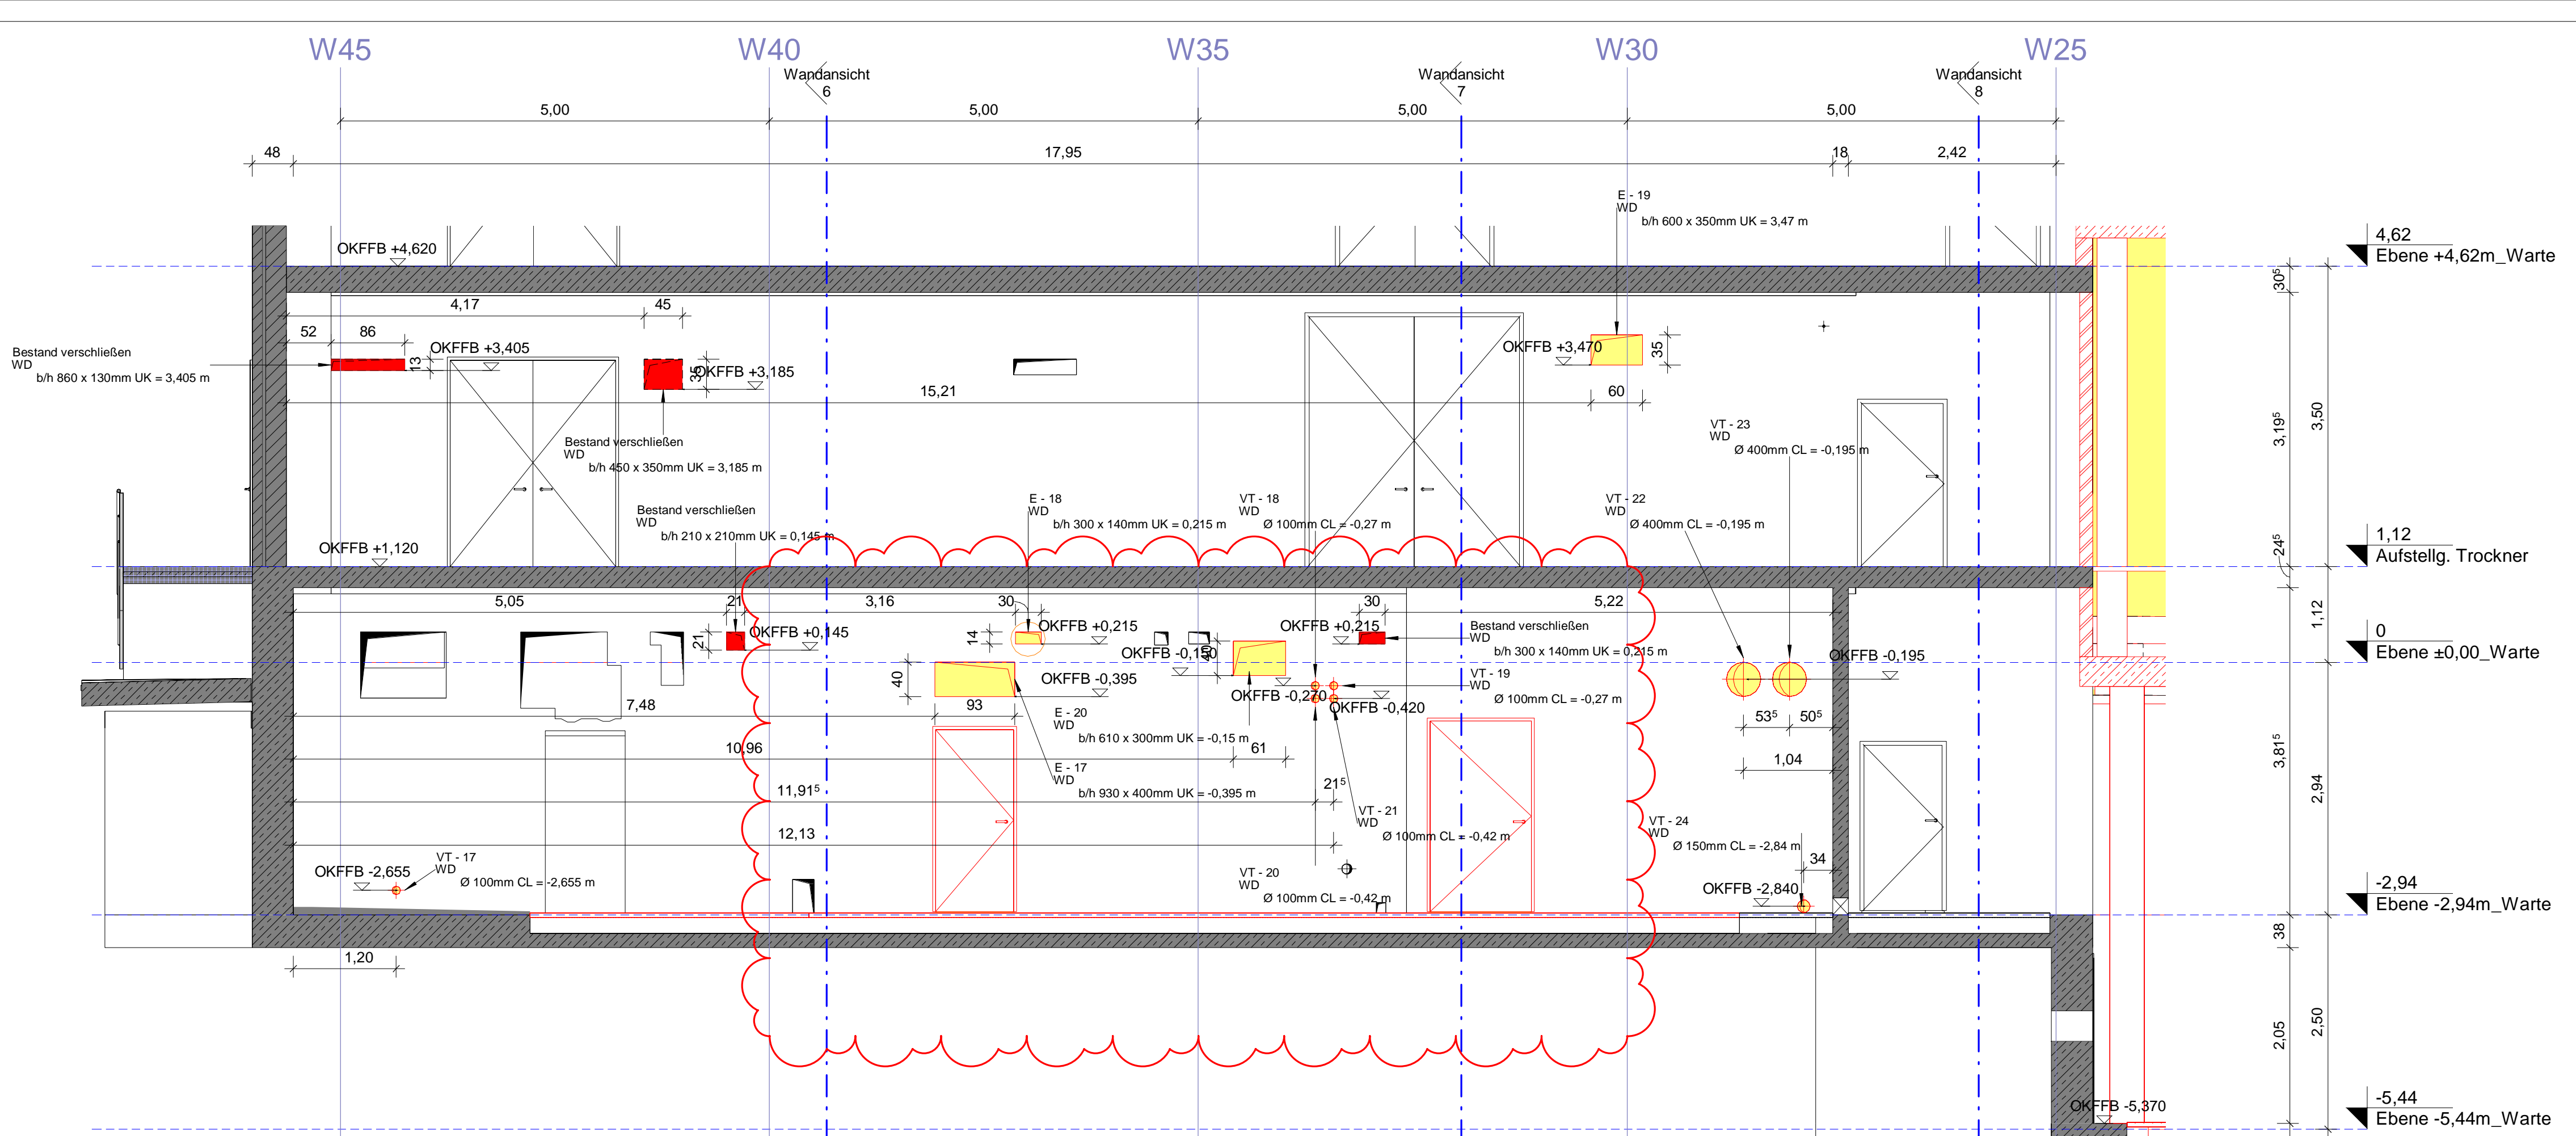 W45
W40
W35
W30
W25
Wandansicht
6
Wandansicht
7
Wandansicht
8
5,00
5,00
5,00
5,00
48
17,95
18
2,42
E - 19
WD
b/h 600 x 350mm UK = 3,47 m
OKFFB +4,620
4,62
Ebene +4,62m_Warte
30⁵
4,17
45
52
86
Bestand verschließen
WD
b/h 860 x 130mm UK = 3,405 m
13
OKFFB +3,405
35
OKFFB +3,185
OKFFB +3,470
35
15,21
60
3,19⁵
3,50
Bestand verschließen
WD
b/h 450 x 350mm UK = 3,185 m
VT - 23
WD
Ø 400mm CL = -0,195 m
Bestand verschließen
WD
b/h 210 x 210mm UK = 0,145 m
E - 18
WD
b/h 300 x 140mm UK = 0,215 m
VT - 18
WD
Ø 100mm CL = -0,27 m
VT - 22
WD
Ø 400mm CL = -0,195 m
OKFFB +1,120
1,12
Aufstellg. Trockner
24⁵
5,05
21
3,16
30
30
5,22
1,12
21
OKFFB +0,145
14
OKFFB +0,215
OKFFB +0,215
Bestand verschließen
WD
b/h 300 x 140mm UK = 0,215 m
0
Ebene ±0,00_Warte
40
OKFFB -0,150
40
OKFFB -0,395
OKFFB -0,195
VT - 19
WD
Ø 100mm CL = -0,27 m
OKFFB -0,270
OKFFB -0,420
7,48
93
E - 20
WD
b/h 610 x 300mm UK = -0,15 m
53⁵
50⁵
10,96
61
1,04
3,81⁵
2,94
E - 17
WD
b/h 930 x 400mm UK = -0,395 m
11,91⁵
21⁵
VT - 21
WD
Ø 100mm CL = -0,42 m
12,13
VT - 24
WD
Ø 150mm CL = -2,84 m
34
VT - 17
WD
Ø 100mm CL = -2,655 m
OKFFB -2,655
VT - 20
WD
Ø 100mm CL = -0,42 m
OKFFB -2,840
-2,94
Ebene -2,94m_Warte
38
1,20
2,05
2,50
OKFFB -5,370
-5,44
Ebene -5,44m_Warte